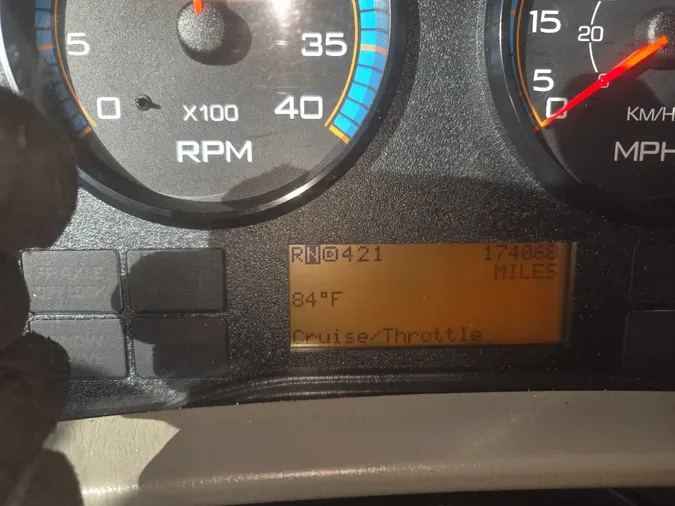 5
35
0
X100
40
RPM
15
20
5
0
0
KM/H
MPH
RN D 421
174068
MILES
84°F
Cruise/Throttle